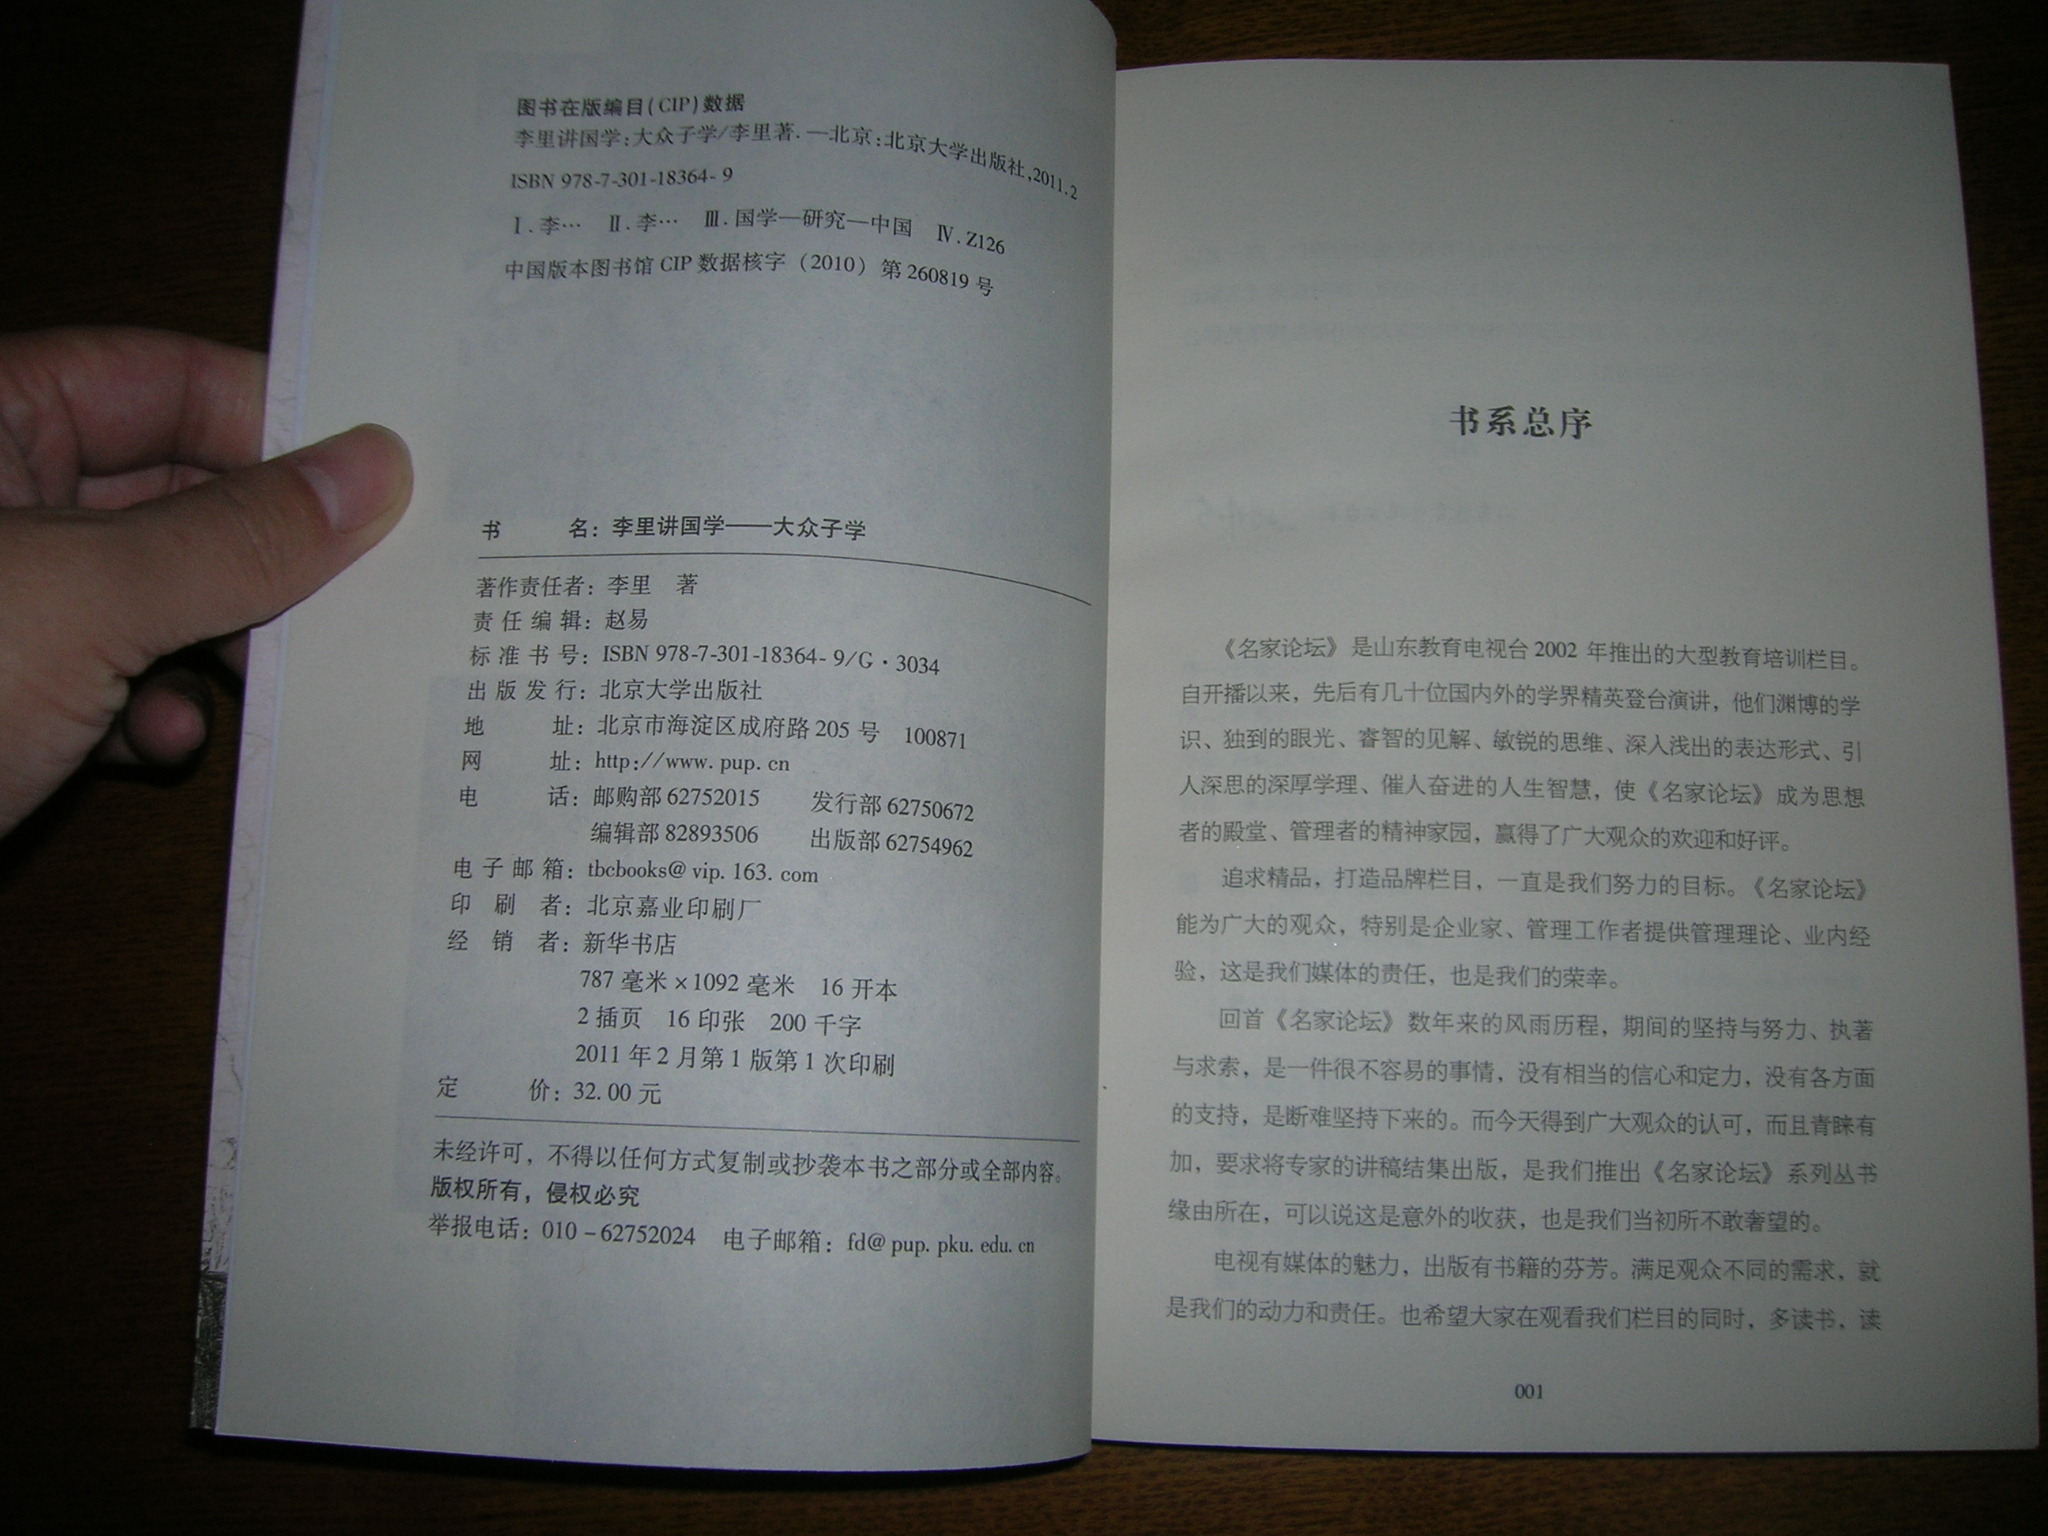 图书在版编目(CIP)数据
李里讲国学:大众子学/李里著.—北京:北京大学出版社,2011.2
ISBN 978-7-301-18364-9
Ⅰ.李… Ⅱ.李… Ⅲ.国学—研究—中国 Ⅳ.Z126
中国版本图书馆CIP数据核字(2010)第260819号
书 名:李里讲国学——大众子学
著作责任者:李里 著
责任编辑:赵易
标准书号:ISBN 978-7-301-18364-9/G·3034
出版发行:北京大学出版社
地 址:北京市海淀区成府路205号 100871
网 址:http://www.pup.cn
电 话:邮购部62752015 发行部62750672
编辑部82893506 出版部62754962
电子邮箱:tbcbooks@vip.163.com
印刷者:北京嘉业印刷厂
经销者:新华书店
787毫米×1092毫米 16开本
2插页 16印张 200千字
2011年2月第1版第1次印刷
定 价:32.00元
未经许可,不得以任何方式复制或抄袭本书之部分或全部内容。
版权所有,侵权必究
举报电话:010-62752024 电子邮箱:fd@pup.pku.edu.cn
书系总序
《名家论坛》是山东教育电视台2002年推出的大型教育培训栏目。
自开播以来,先后有几十位国内外的学界精英登台演讲,他们渊博的学
识、独到的眼光、睿智的见解、敏锐的思维、深入浅出的表达形式、引
人深思的深厚学理、催人奋进的人生智慧,使《名家论坛》成为思想
者的殿堂、管理者的精神家园,赢得了广大观众的欢迎和好评。
追求精品,打造品牌栏目,一直是我们努力的目标。《名家论坛》
能为广大的观众,特别是企业家、管理工作者提供管理理论、业内经
验,这是我们媒体的责任,也是我们的荣幸。
回首《名家论坛》数年来的风雨历程,期间的坚持与努力、执著
与求索,是一件很不容易的事情,没有相当的信心和定力,没有各方面
的支持,是断难坚持下来的。而今天得到广大观众的认可,而且青睐有
加,要求将专家的讲稿结集出版,是我们推出《名家论坛》系列丛书
缘由所在,可以说这是意外的收获,也是我们当初所不敢奢望的。
电视有媒体的魅力,出版有书籍的芬芳。满足观众不同的需求,就
是我们的动力和责任。也希望大家在观看我们栏目的同时,多读书,读
001